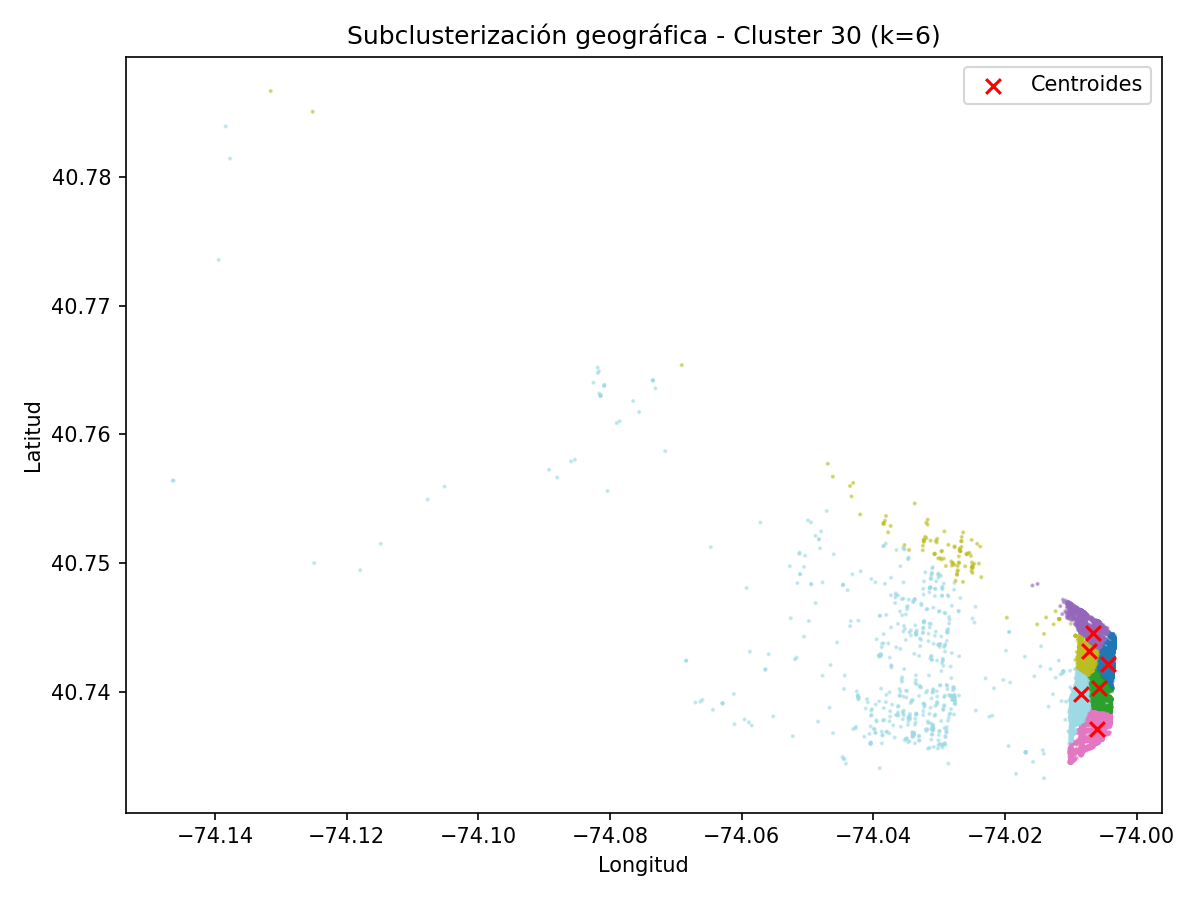 Subclusterización geográfica - Cluster 30 (k=6)
Centroides
40.78
40.77
40.76
40.75
40.74
Latitud
−74.14 −74.12 −74.10 −74.08 −74.06 −74.04 −74.02 −74.00
Longitud